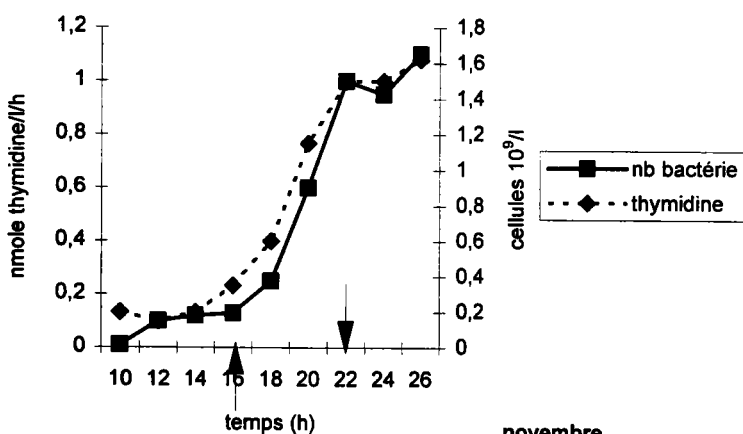 1,2
1
0,8
0,6
0,4
0,2
0
nmole thymidine/l/h
1,8
1,6
1,4
1,2
1
0,8
0,6
0,4
0,2
0
cellules 10⁹/l
nb bactérie
thymidine
10 12 14 16 18 20 22 24 26
temps (h)
novembre